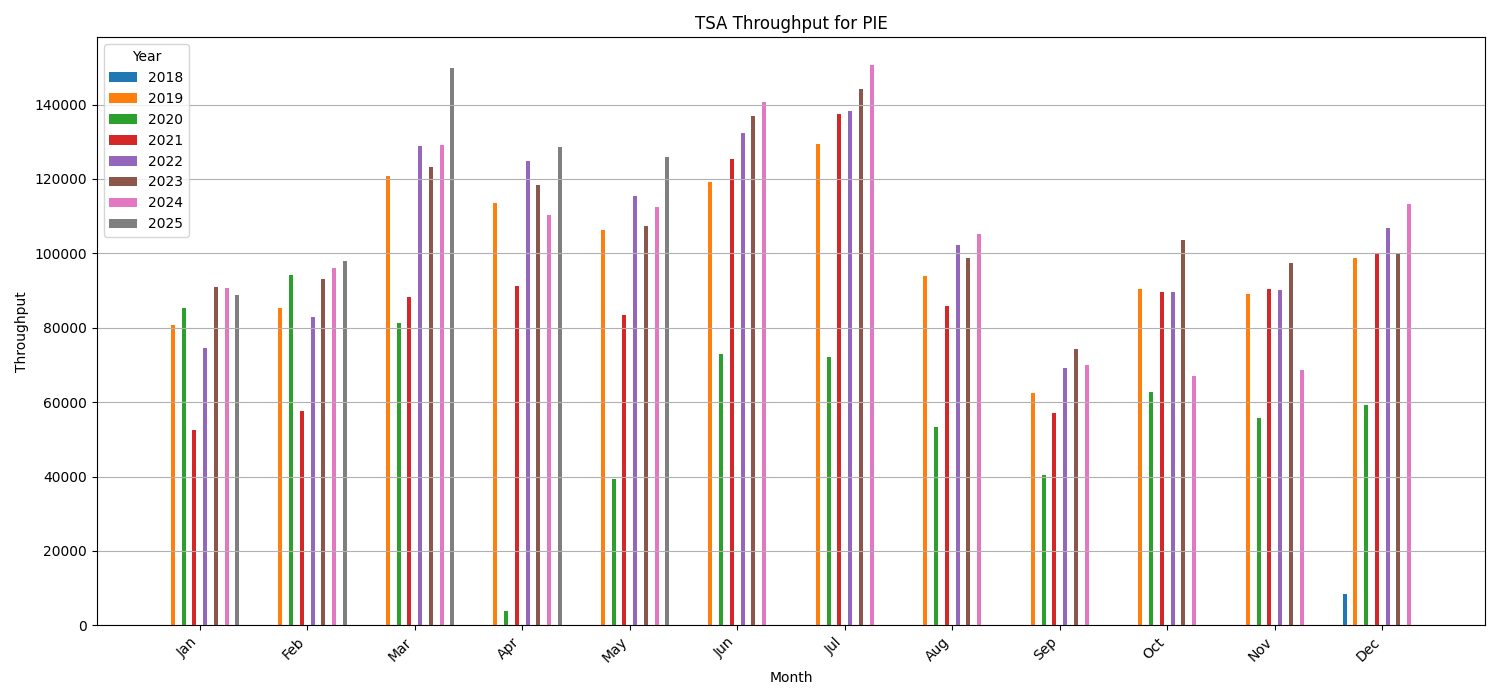 TSA Throughput for PIE
Year
2018
2019
2020
2021
2022
2023
2024
2025
Throughput
140000
120000
100000
80000
60000
40000
20000
0
Jan
Feb
Mar
Apr
May
Jun
Jul
Aug
Sep
Oct
Nov
Dec
Month